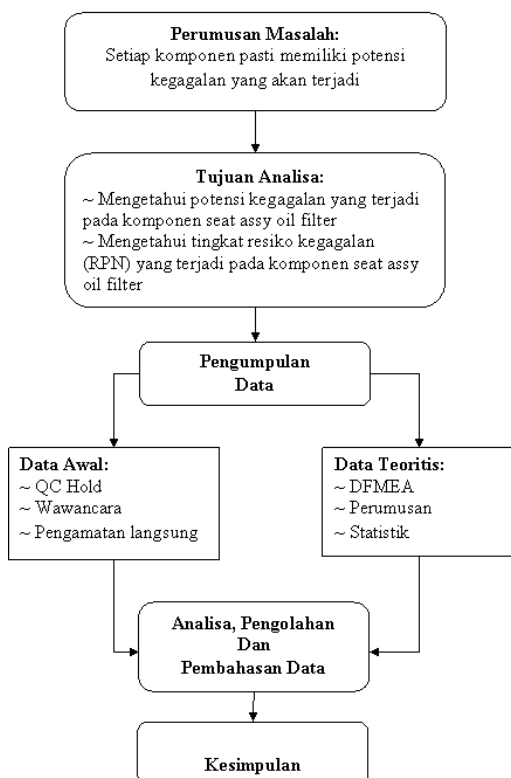 Perumusan Masalah:
Setiap komponen pasti memiliki potensi
kegagalan yang akan terjadi
Tujuan Analisa:
~ Mengetahui potensi kegagalan yang terjadi
pada komponen seat assy oil filter
~ Mengetahui tingkat resiko kegagalan
(RPN) yang terjadi pada komponen seat assy
oil filter
Pengumpulan
Data
Data Awal:
~ QC Hold
~ Wawancara
~ Pengamatan langsung
Data Teoritis:
~ DFMEA
~ Perumusan
~ Statistik
Analisa, Pengolahan
Dan
Pembahasan Data
Kesimpulan